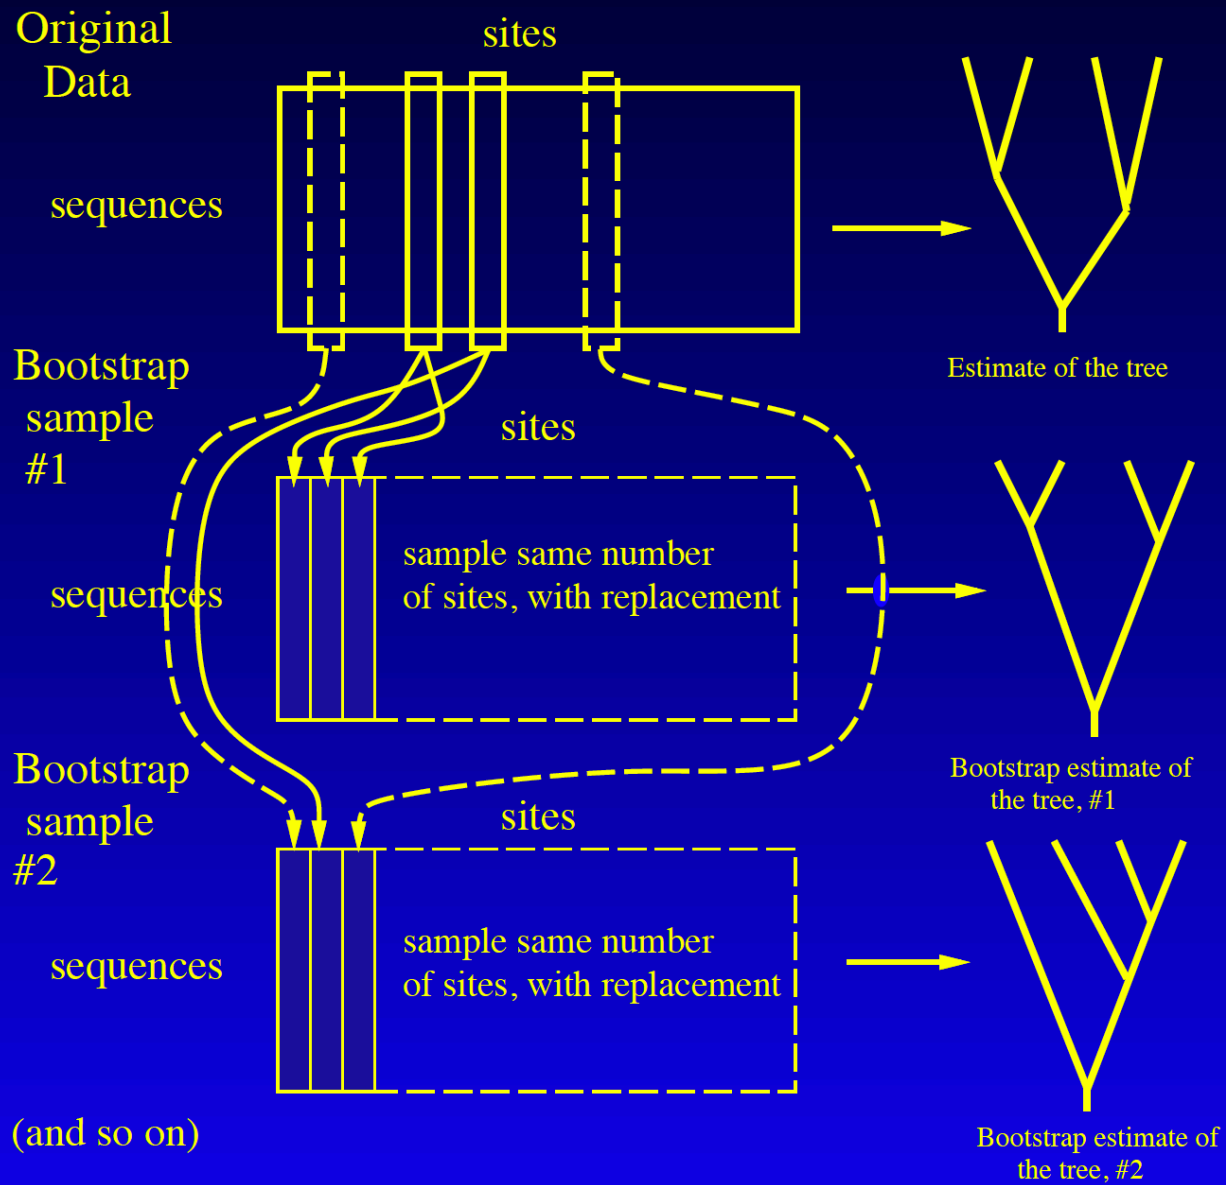 Original
Data
sites
sequences
Estimate of the tree
Bootstrap
sample
#1
sites
sequences
sample same number
of sites, with replacement
Bootstrap estimate of
the tree, #1
Bootstrap
sample
#2
sites
sequences
sample same number
of sites, with replacement
(and so on)
Bootstrap estimate of
the tree, #2